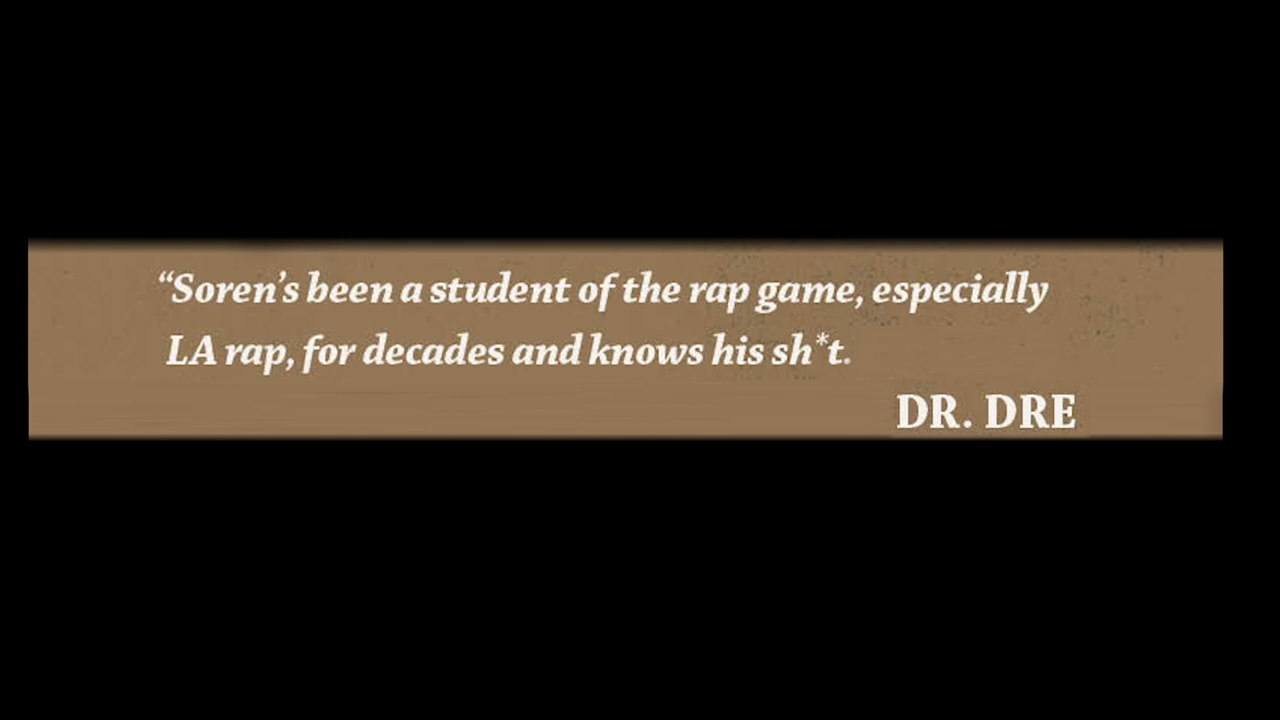 “Soren’s been a student of the rap game, especially
LA rap, for decades and knows his sh*t.
DR. DRE